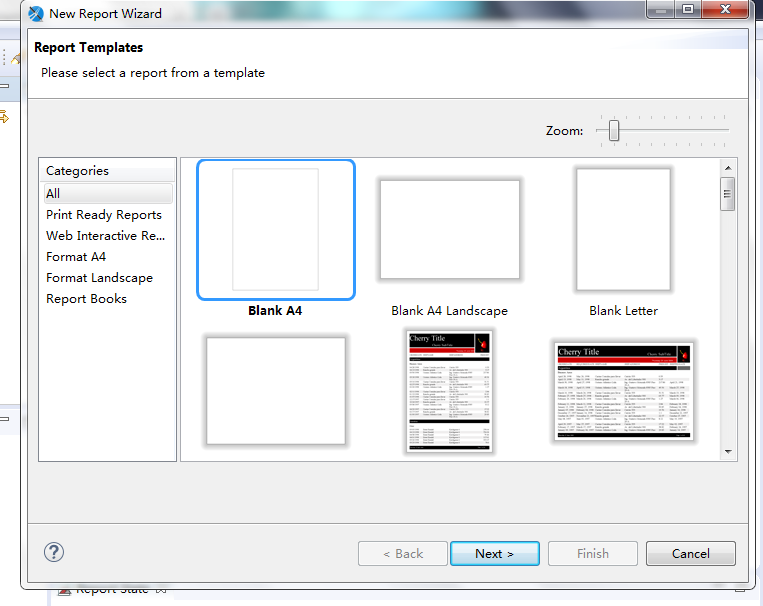 New Report Wizard
Report Templates
Please select a report from a template
Zoom:
Categories
All
Print Ready Reports
Web Interactive Re...
Format A4
Format Landscape
Report Books
Blank A4
Blank A4 Landscape
Blank Letter
Cherry Title
Cherry Title
< Back
Next >
Finish
Cancel
Report State